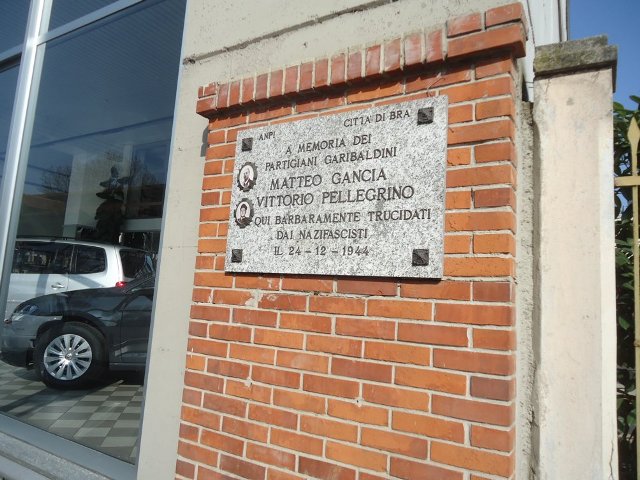 ANPI CITTÀ DI BRA
A MEMORIA DEI
PARTIGIANI GARIBALDINI
MATTEO GANCIA
VITTORIO PELLEGRINO
QUI BARBARAMENTE TRUCIDATI
DAI NAZIFASCISTI
IL 24-12-1944